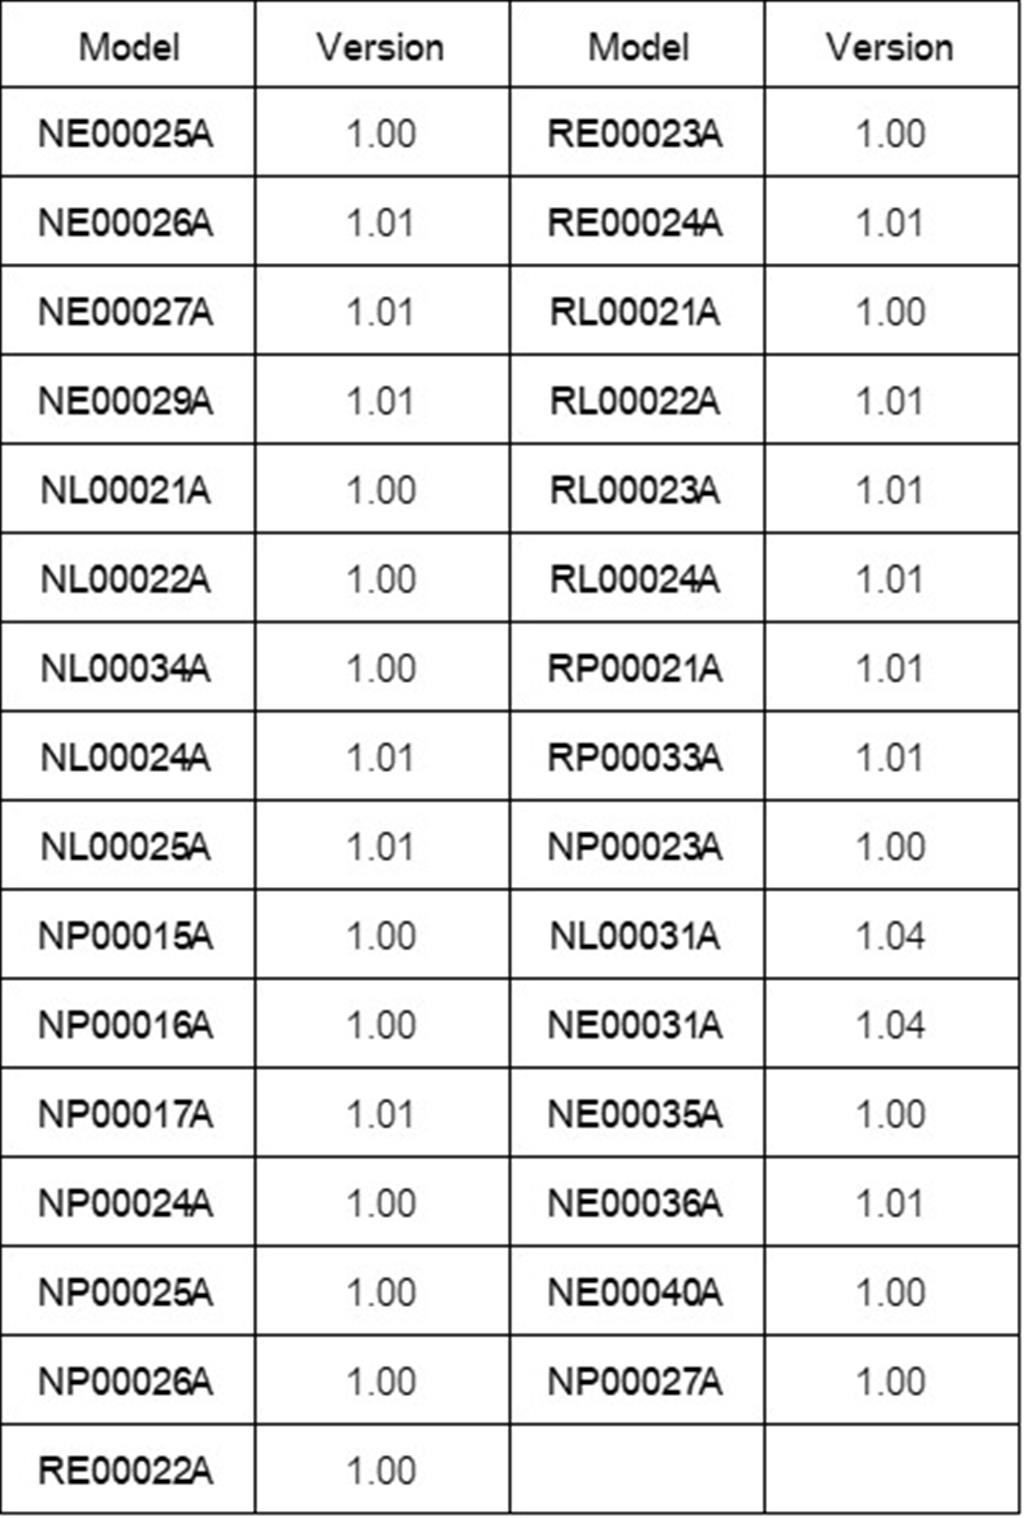 Model Version Model Version
NE00025A 1.00 RE00023A 1.00
NE00026A 1.01 RE00024A 1.01
NE00027A 1.01 RL00021A 1.00
NE00029A 1.01 RL00022A 1.01
NL00021A 1.00 RL00023A 1.01
NL00022A 1.00 RL00024A 1.01
NL00034A 1.00 RP00021A 1.01
NL00024A 1.01 RP00033A 1.01
NL00025A 1.01 NP00023A 1.00
NP00015A 1.00 NL00031A 1.04
NP00016A 1.00 NE00031A 1.04
NP00017A 1.01 NE00035A 1.00
NP00024A 1.00 NE00036A 1.01
NP00025A 1.00 NE00040A 1.00
NP00026A 1.00 NP00027A 1.00
RE00022A 1.00